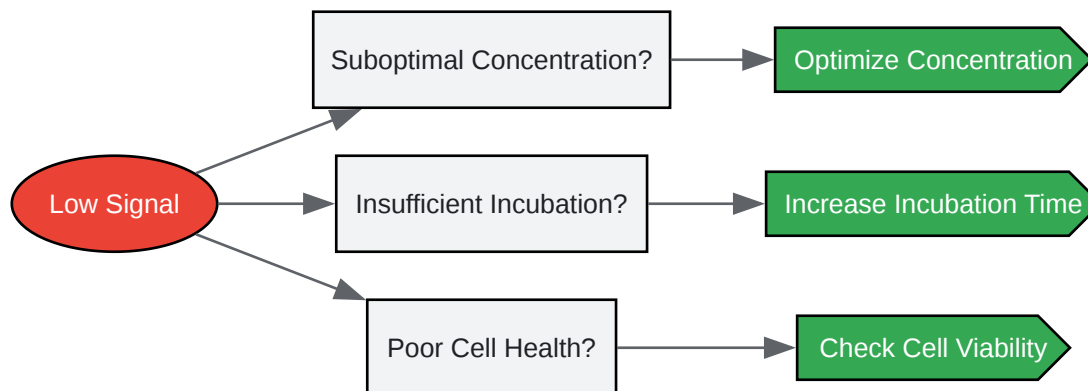 Suboptimal Concentration?
Optimize Concentration
Low Signal
Insufficient Incubation?
Increase Incubation Time
Poor Cell Health?
Check Cell Viability